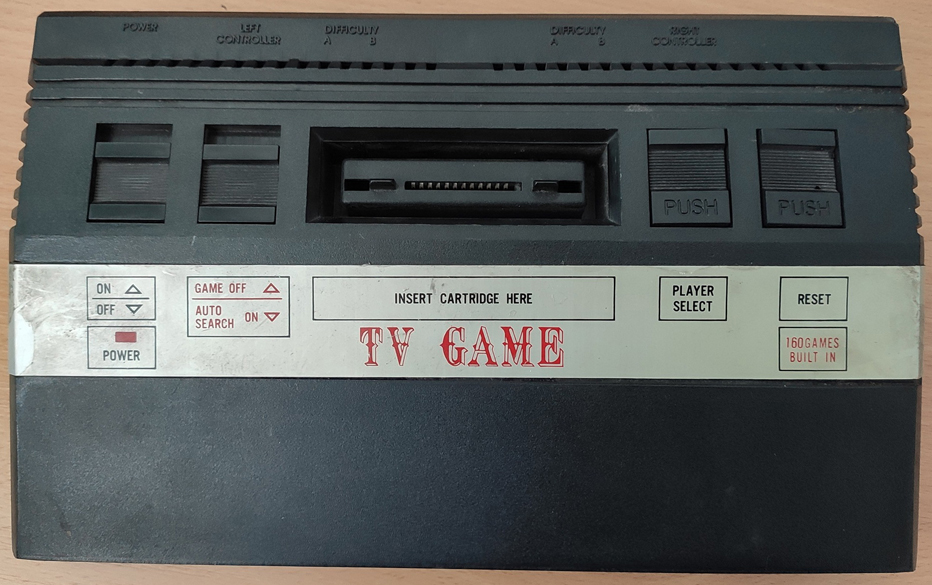 POWER
LEFT
CONTROLLER
DIFFICULTY
A B
DIFFICULTY
A B
RIGHT
CONTROLLER
PUSH
PUSH
ON △
OFF ▽
POWER
GAME OFF △
AUTO
SEARCH ON ▽
INSERT CARTRIDGE HERE
TV GAME
PLAYER
SELECT
RESET
160GAMES
BUILT IN